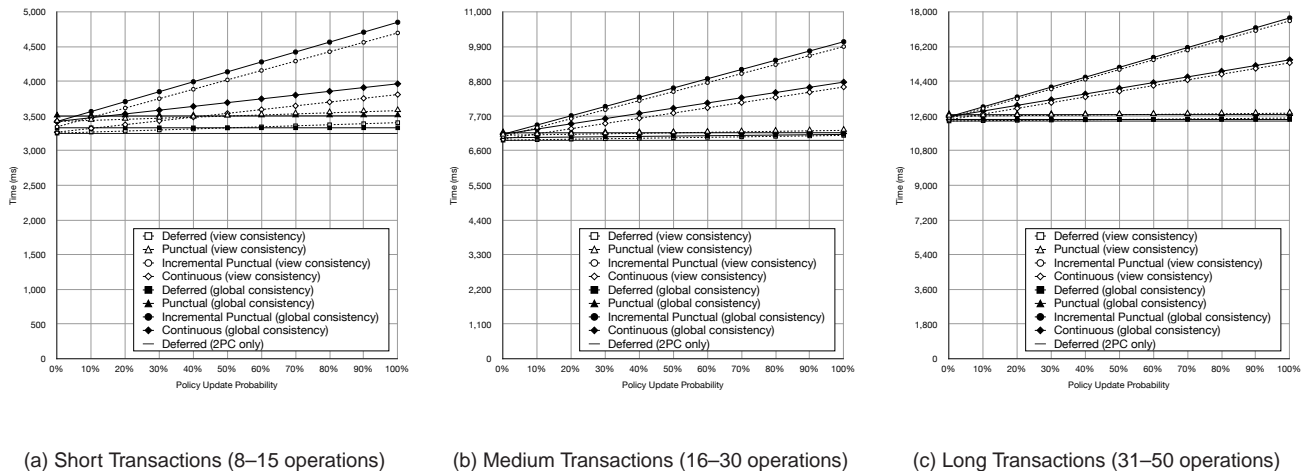 5,000
4,500
4,000
3,500
3,000
2,500
2,000
1,500
1,000
500
0
Time (ms)
Deferred (view consistency)
Punctual (view consistency)
Incremental Punctual (view consistency)
Continuous (view consistency)
Deferred (global consistency)
Punctual (global consistency)
Incremental Punctual (global consistency)
Continuous (global consistency)
Deferred (2PC only)
0% 10% 20% 30% 40% 50% 60% 70% 80% 90% 100%
Policy Update Probability
(a) Short Transactions (8–15 operations)
11,000
9,900
8,800
7,700
6,600
5,500
4,400
3,300
2,200
1,100
0
Time (ms)
Deferred (view consistency)
Punctual (view consistency)
Incremental Punctual (view consistency)
Continuous (view consistency)
Deferred (global consistency)
Punctual (global consistency)
Incremental Punctual (global consistency)
Continuous (global consistency)
Deferred (2PC only)
0% 10% 20% 30% 40% 50% 60% 70% 80% 90% 100%
Policy Update Probability
(b) Medium Transactions (16–30 operations)
18,000
16,200
14,400
12,600
10,800
9,000
7,200
5,400
3,600
1,800
0
Time (ms)
Deferred (view consistency)
Punctual (view consistency)
Incremental Punctual (view consistency)
Continuous (view consistency)
Deferred (global consistency)
Punctual (global consistency)
Incremental Punctual (global consistency)
Continuous (global consistency)
Deferred (2PC only)
0% 10% 20% 30% 40% 50% 60% 70% 80% 90% 100%
Policy Update Probability
(c) Long Transactions (31–50 operations)